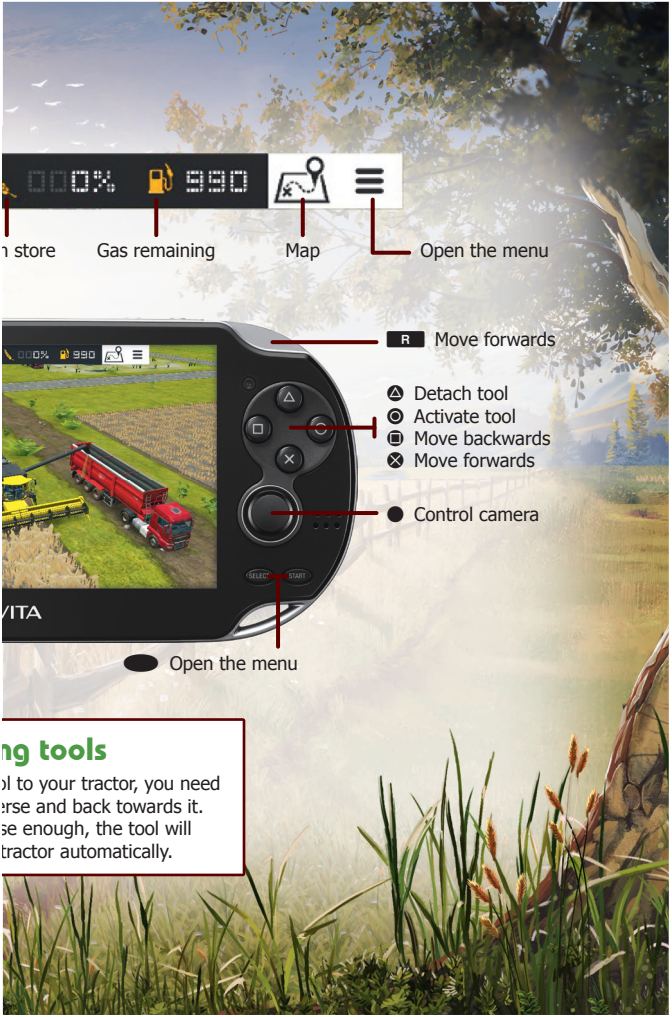 000% 990
n store Gas remaining Map Open the menu
R Move forwards
000% 990
Detach tool
Activate tool
Move backwards
Move forwards
Control camera
SELECT START
VITA
Open the menu
ng tools
ol to your tractor, you need
erse and back towards it.
se enough, the tool will
tractor automatically.